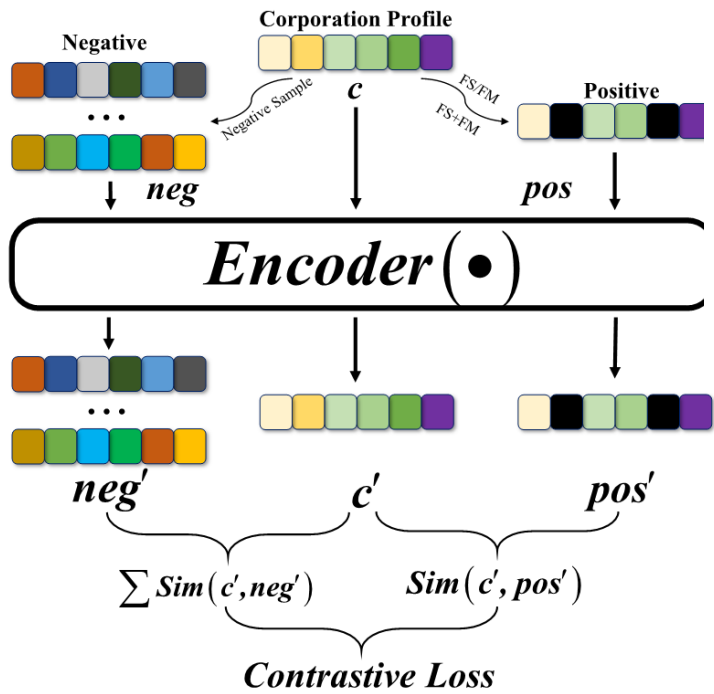 Corporation Profile
Negative
c
FS/FM
Negative Sample
FS+FM
Positive
...
neg
pos
Encoder(•)
...
neg'
c'
pos'
∑ Sim(c',neg')
Sim(c',pos')
Contrastive Loss